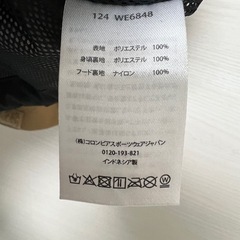 124 WE6848
表地 ポリエステル 100%
身頃裏地 ポリエステル 100%
フード裏地 ナイロン 100%
(株)コロンビアスポーツウェアジャパン
0120-193-821
インドネシア製